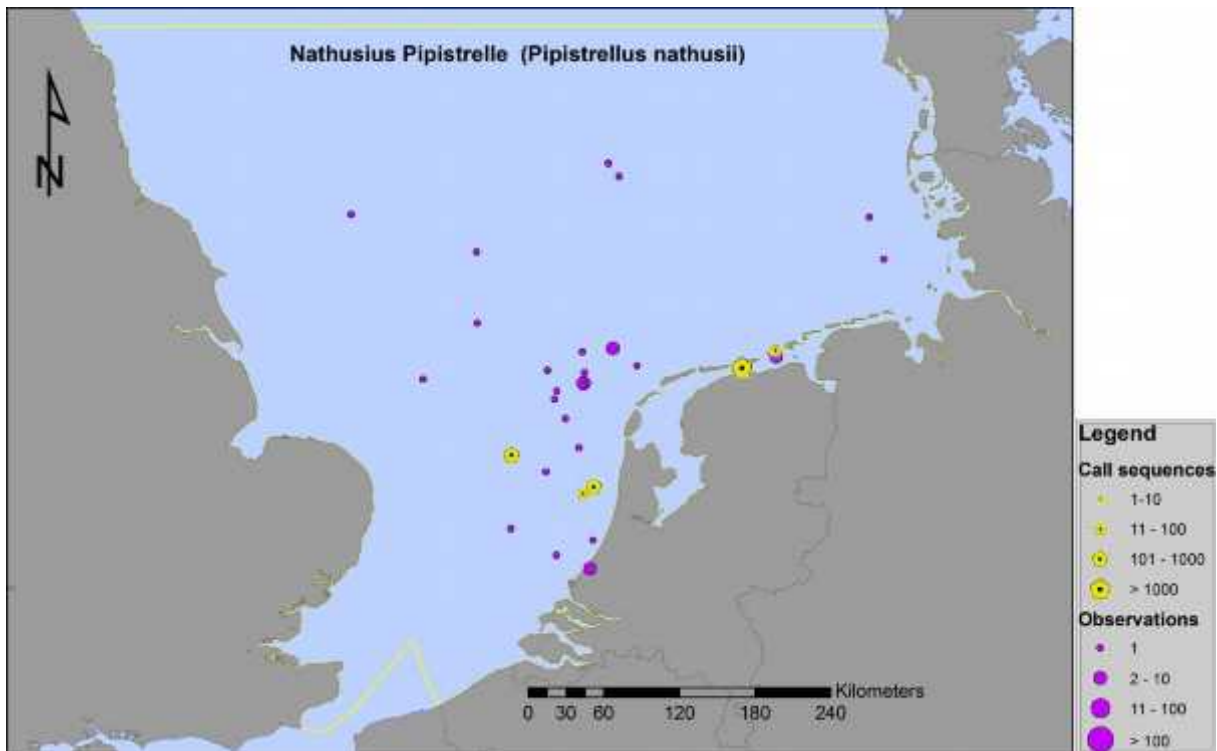 Nathusius Pipistrelle (Pipistrellus nathusii)
N
Kilometers
0 30 60 120 180 240
Legend
Call sequences
1-10
11 - 100
101 - 1000
> 1000
Observations
1
2 - 10
11 - 100
> 100